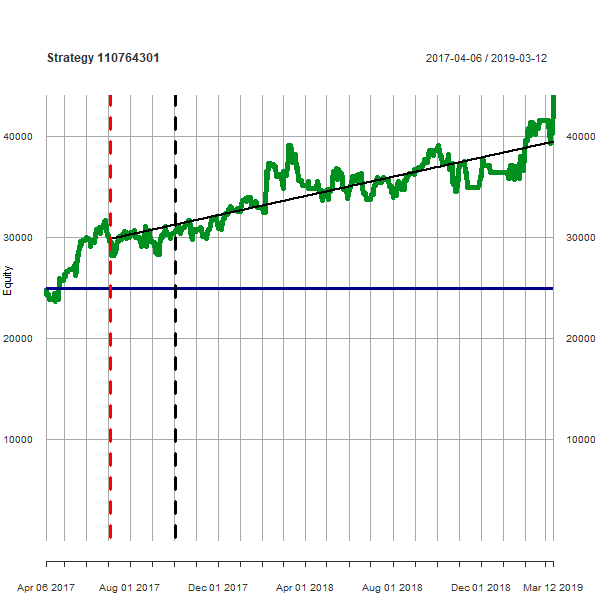 Strategy 110764301
2017-04-06 / 2019-03-12
40000
40000
30000
30000
Equity
20000
20000
10000
10000
Apr 06 2017
Aug 01 2017
Dec 01 2017
Apr 01 2018
Aug 01 2018
Dec 01 2018
Mar 12 2019